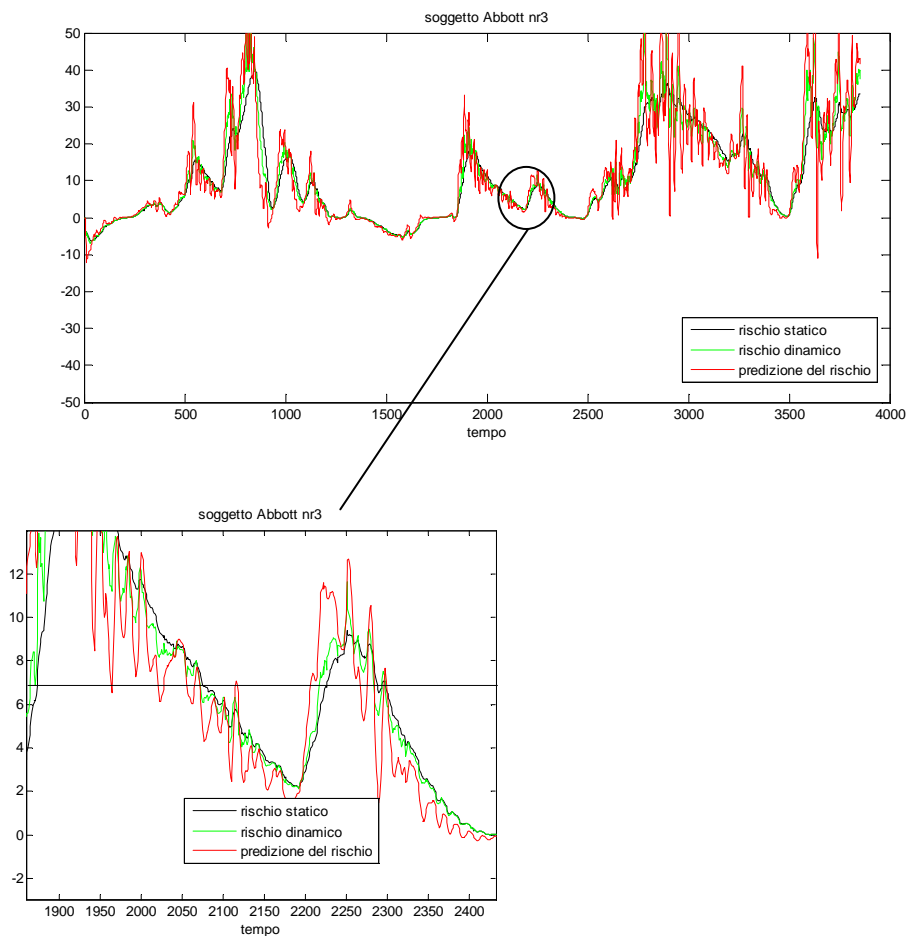 soggetto Abbott nr3
50
40
30
20
10
0
-10
-20
-30
-40
-50
rischio statico
rischio dinamico
predizione del rischio
0 500 1000 1500 2000 2500 3000 3500 4000
tempo
soggetto Abbott nr3
12
10
8
6
4
2
0
-2
rischio statico
rischio dinamico
predizione del rischio
1900 1950 2000 2050 2100 2150 2200 2250 2300 2350 2400
tempo